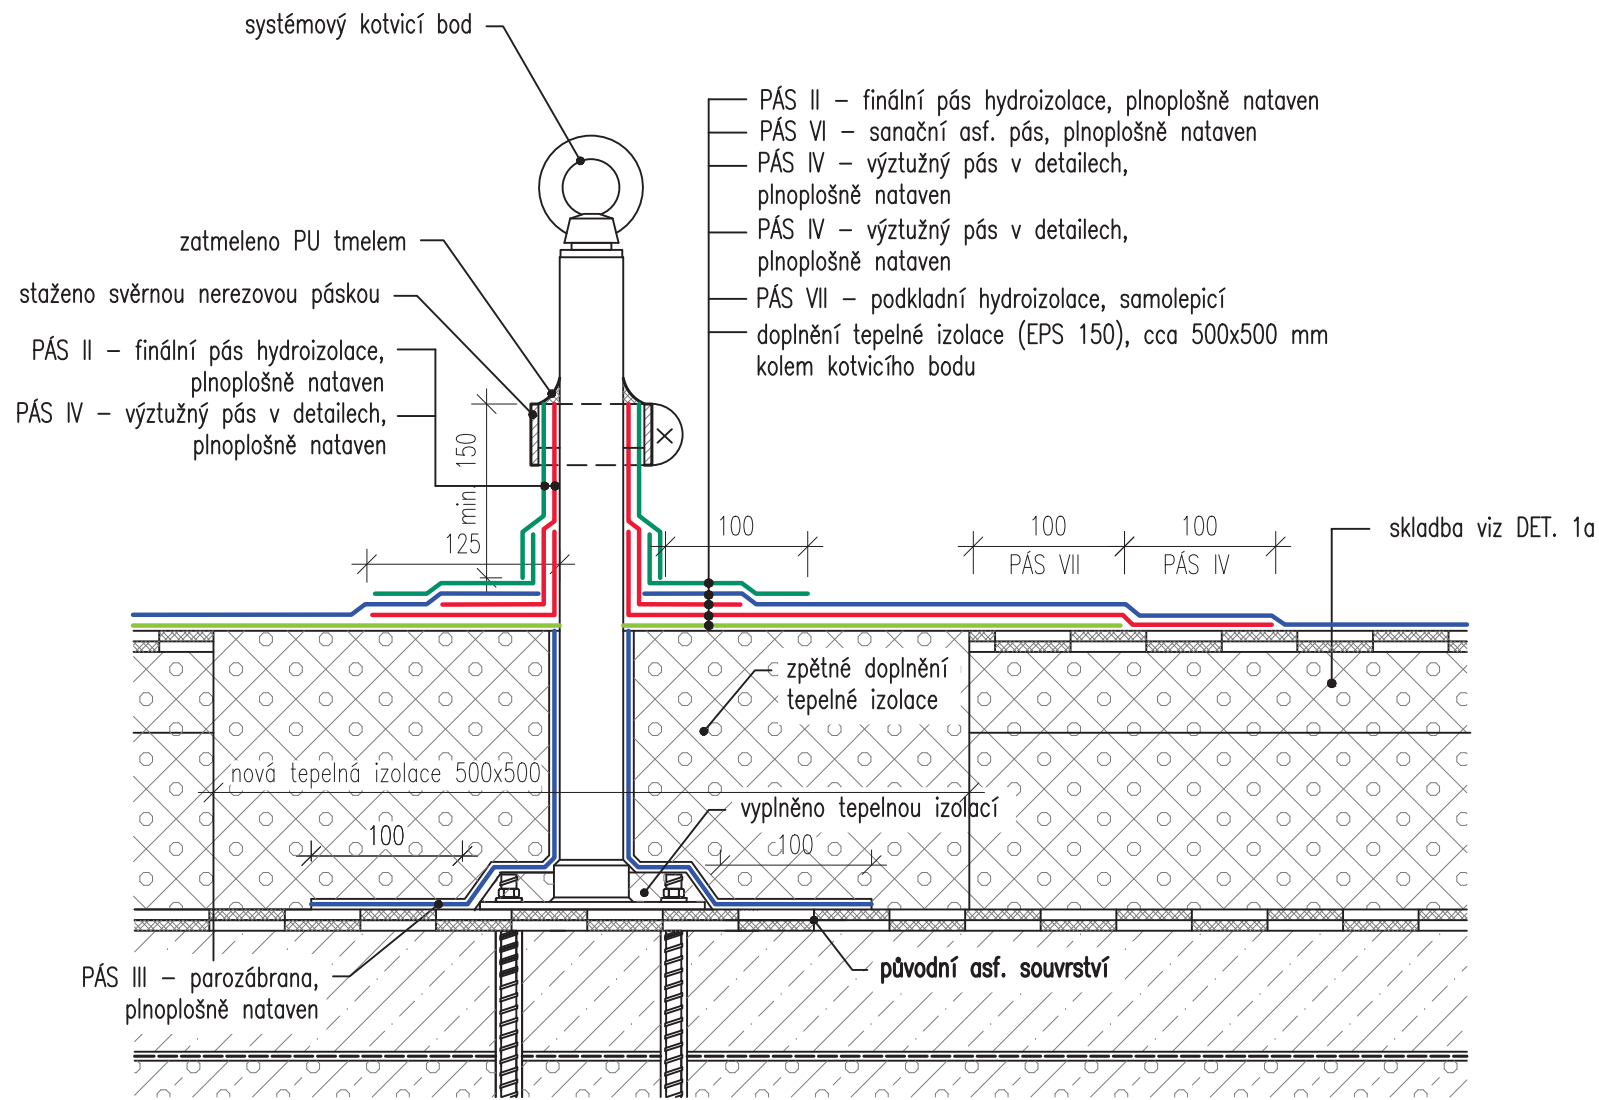 systémový kotvicí bod
PÁS II – finální pás hydroizolace, plnoplošně nataven
PÁS VI – sanační asf. pás, plnoplošně nataven
PÁS IV – výztužný pás v detailech,
plnoplošně nataven
PÁS IV – výztužný pás v detailech,
plnoplošně nataven
PÁS VII – podkladní hydroizolace, samolepicí
doplnění tepelné izolace (EPS 150), cca 500x500 mm
kolem kotvicího bodu
zatmeleno PU tmelem
staženo svěrnou nerezovou páskou
PÁS II – finální pás hydroizolace,
plnoplošně nataven
PÁS IV – výztužný pás v detailech,
plnoplošně nataven
min. 150
125
100
100
PÁS VII
100
PÁS IV
skladba viz DET. 1a
zpětné doplnění
tepelné izolace
nová tepelná izolace 500x500
vyplněno tepelnou izolací
100
100
PÁS III – parozábrana,
plnoplošně nataven
původní asf. souvrství